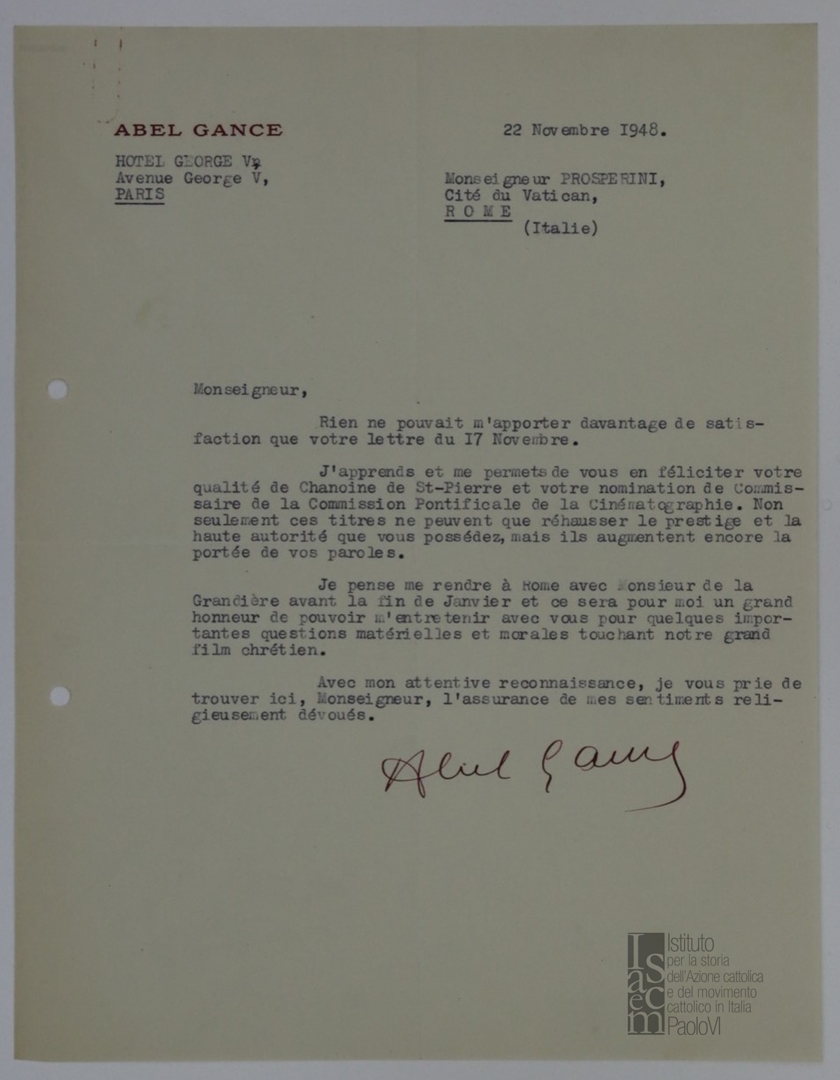 ABEL GANCE
HOTEL GEORGE V,
Avenue George V,
PARIS
22 Novembre 1948.
Monseigneur PROSPERINI,
Cité du Vatican,
R O M E
(Italie)
Monseigneur,
Rien ne pouvait m'apporter davantage de satis-
faction que votre lettre du 17 Novembre.
J'apprends et me permets de vous en féliciter votre
qualité de Chanoine de St-Pierre et votre nomination de Commis-
saire de la Commission Pontificale de la Cinématographie. Non
seulement ces titres ne peuvent que réhausser le prestige et la
haute autorité que vous possédez, mais ils augmentent encore la
portée de vos paroles.
Je pense me rendre à Rome avec Monsieur de la
Grandière avant la fin de Janvier et ce sera pour moi un grand
honneur de pouvoir m'entretenir avec vous pour quelques impor-
tantes questions matérielles et morales touchant notre grand
film chrétien.
Avec mon attentive reconnaissance, je vous prie de
trouver ici, Monseigneur, l'assurance de mes sentiments reli-
gieusement dévoués.
Abel Gance
Isacem
Istituto
per la storia
dell'Azione cattolica
e del movimento
cattolico in Italia
PaoloVI